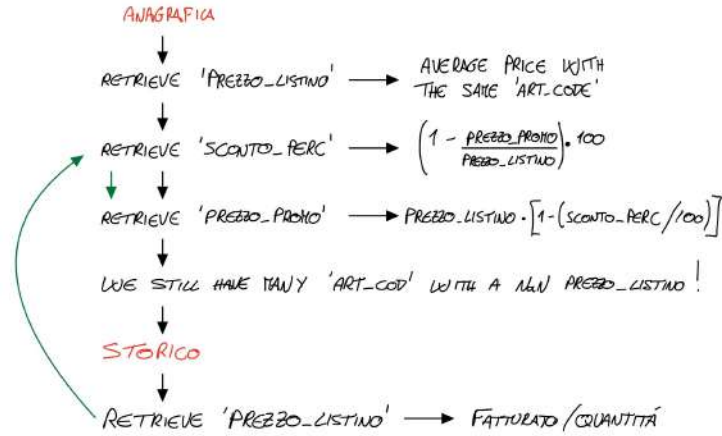 ANAGRAFICA
RETRIEVE 'PREZZO_LISTINO' → AVERAGE PRICE WITH
THE SAME 'ART_CODE'
RETRIEVE 'SCONTO_PERC' → (1 - PREZZO_PROMO / PREZZO_LISTINO) · 100
RETRIEVE 'PREZZO_PROMO' → PREZZO_LISTINO · [1-(SCONTO_PERC/100)]
WE STILL HAVE MANY 'ART_COD' WITH A NAN PREZZO_LISTINO!
STORICO
RETRIEVE 'PREZZO_LISTINO' → FATTURATO/QUANTITÁ